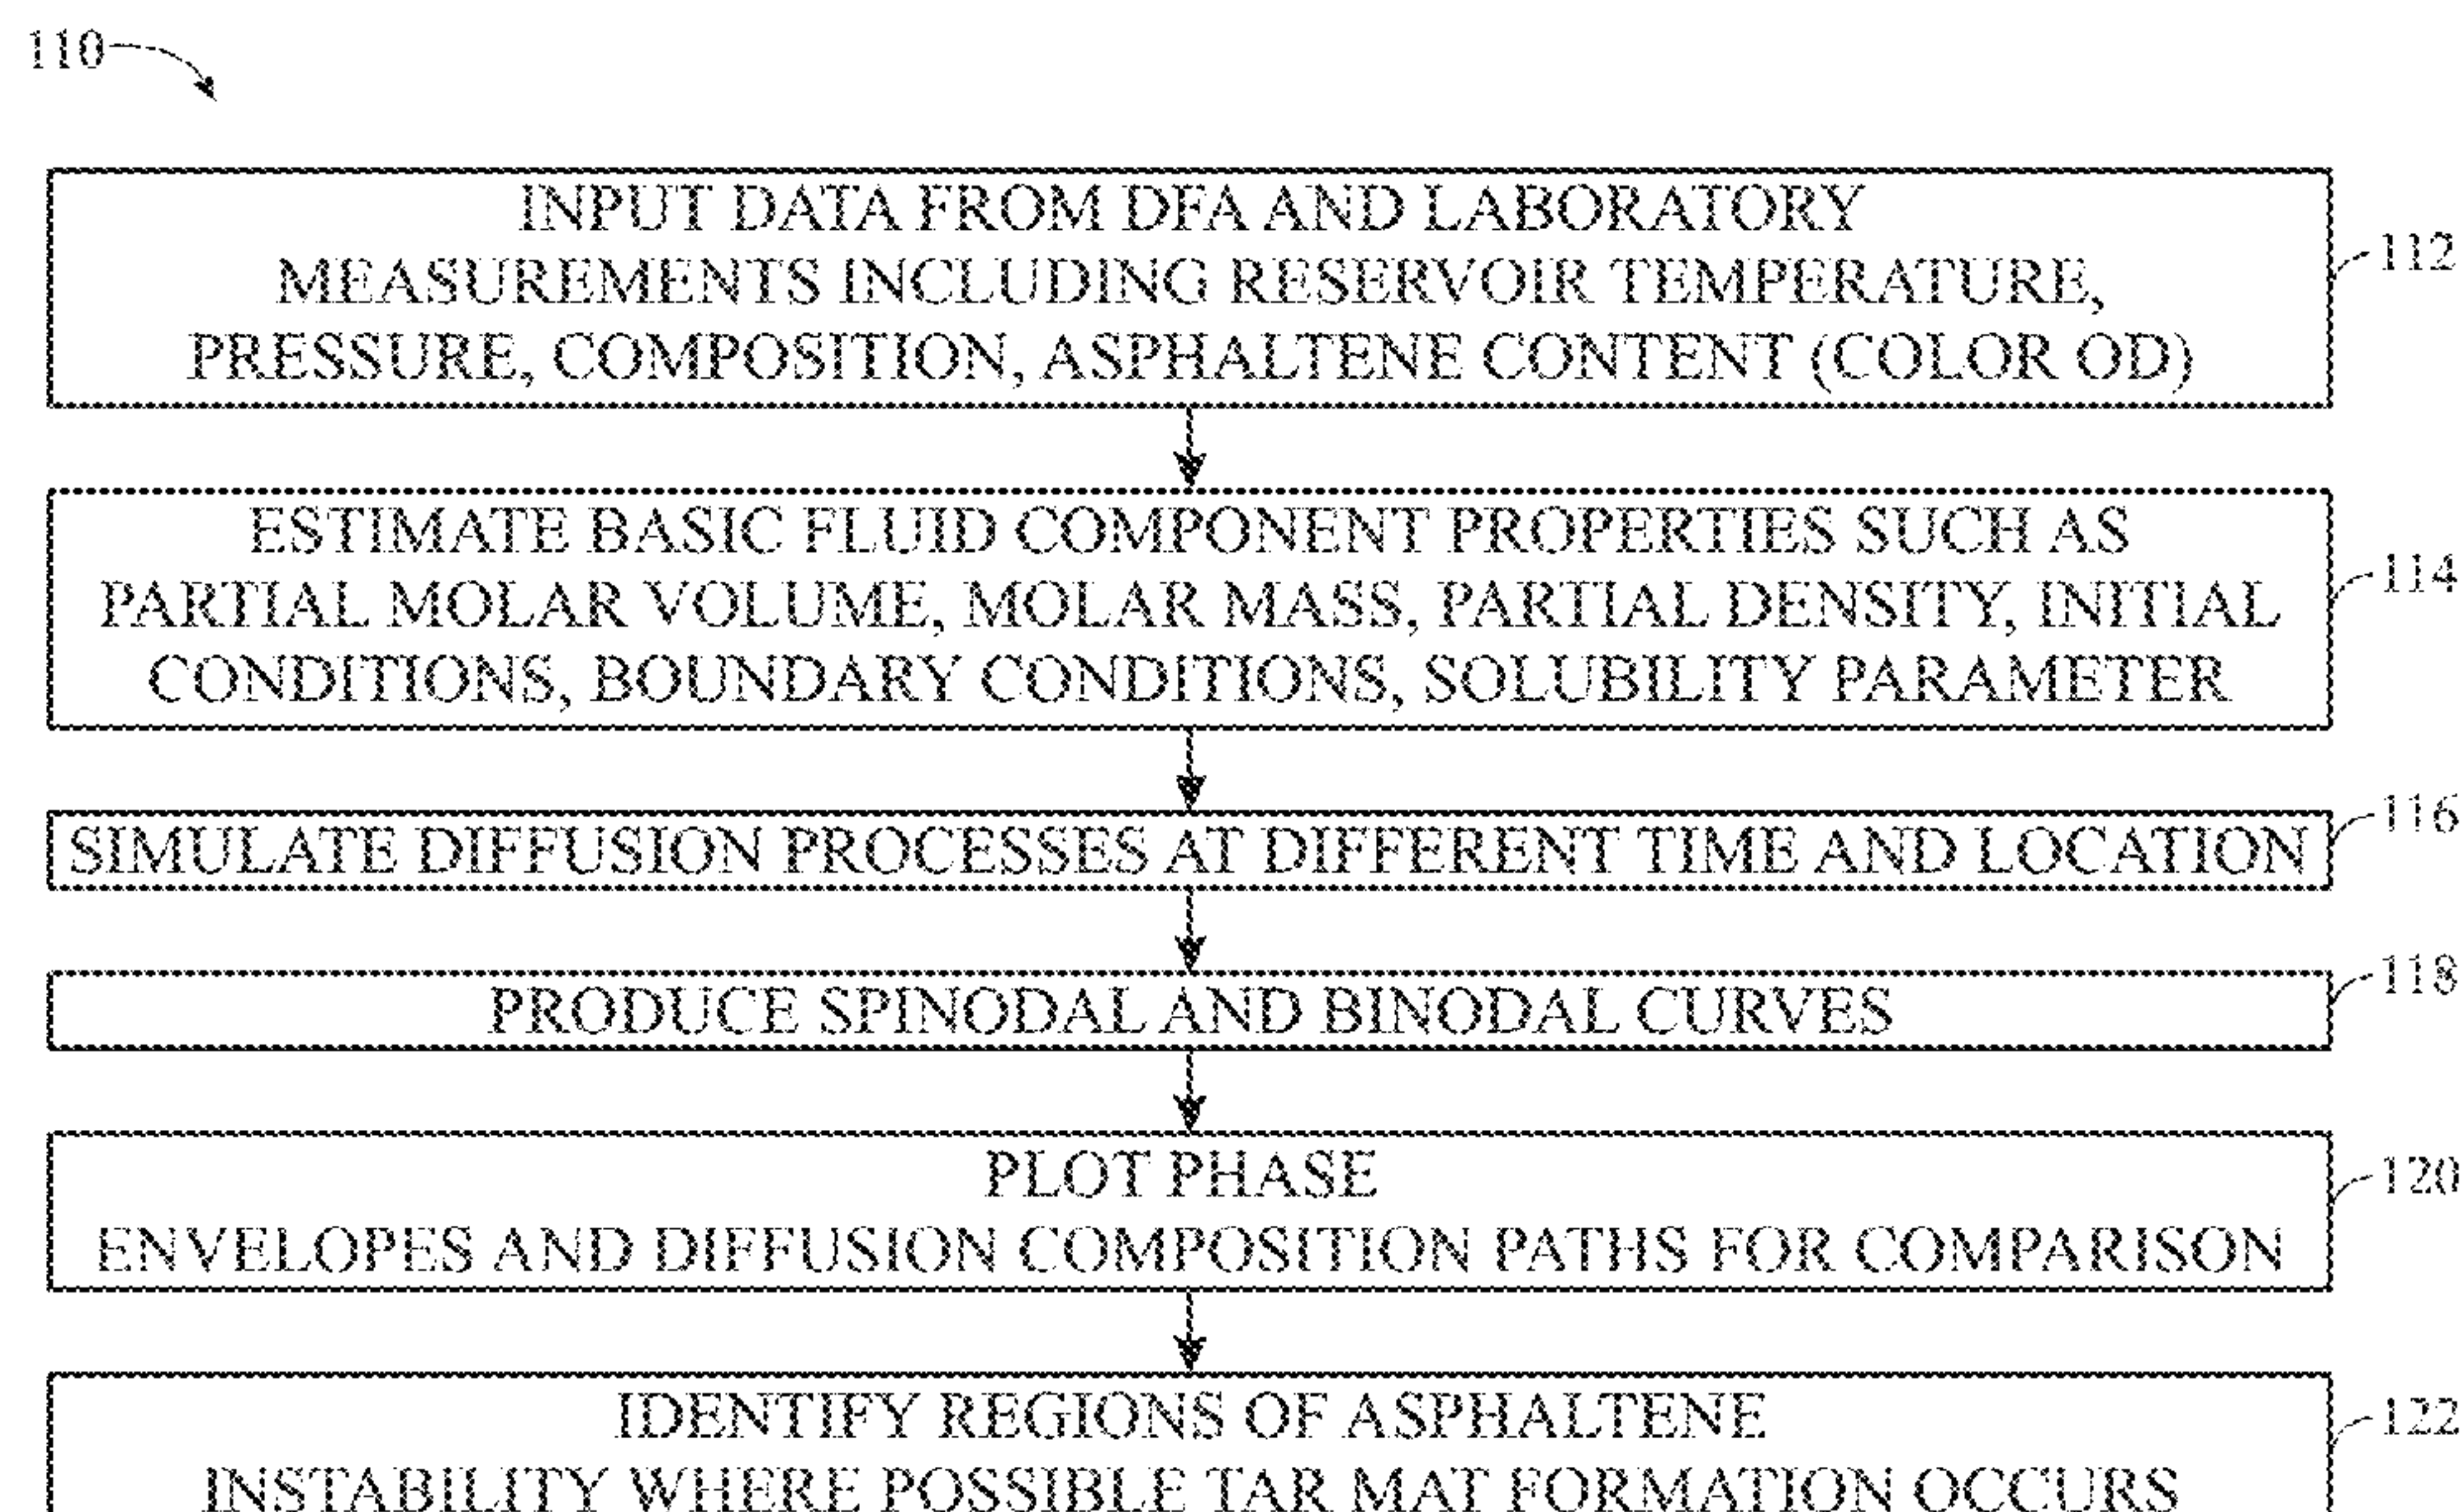 110
INPUT DATA FROM DFA AND LABORATORY
MEASUREMENTS INCLUDING RESERVOIR TEMPERATURE,
PRESSURE, COMPOSITION, ASPHALTENE CONTENT (COLOR OD)
112
ESTIMATE BASIC FLUID COMPONENT PROPERTIES SUCH AS
PARTIAL MOLAR VOLUME, MOLAR MASS, PARTIAL DENSITY, INITIAL
CONDITIONS, BOUNDARY CONDITIONS, SOLUBILITY PARAMETER
114
SIMULATE DIFFUSION PROCESSES AT DIFFERENT TIME AND LOCATION
116
PRODUCE SPINODAL AND BINODAL CURVES
118
PLOT PHASE
ENVELOPES AND DIFFUSION COMPOSITION PATHS FOR COMPARISON
120
IDENTIFY REGIONS OF ASPHALTENE
INSTABILITY WHERE POSSIBLE TAR MAT FORMATION OCCURS
122